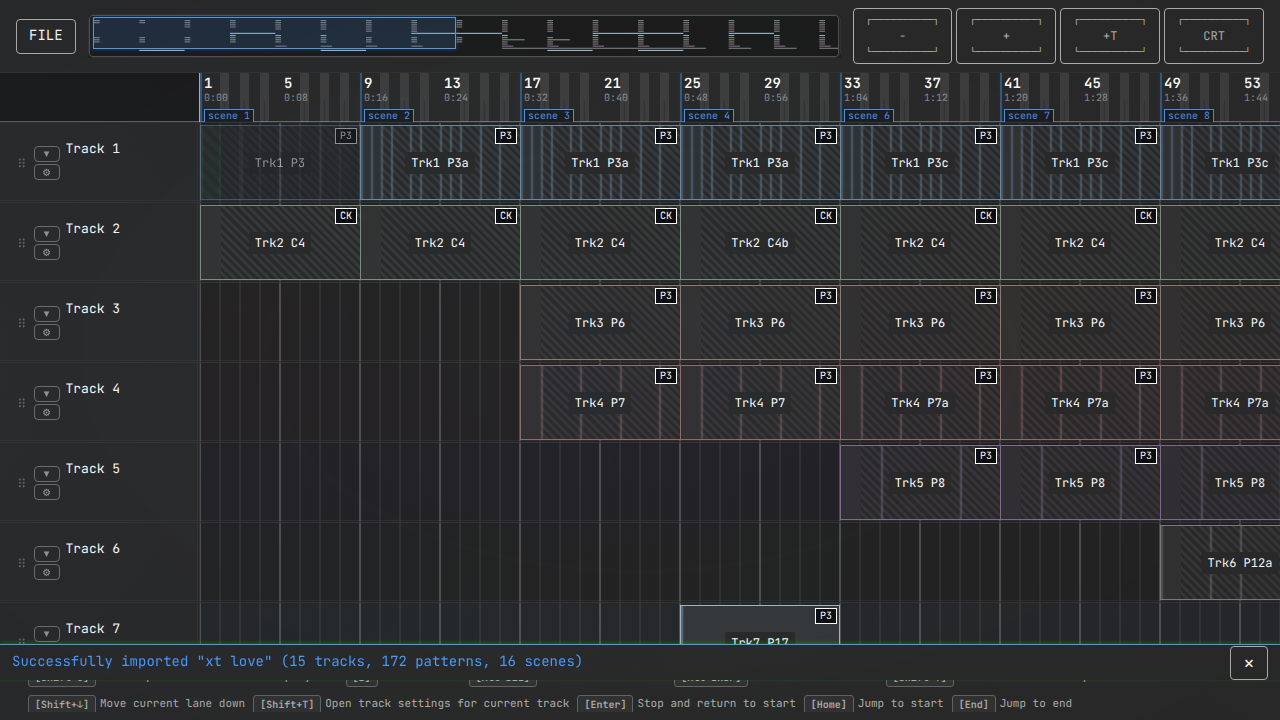 FILE
-
+
+T
CRT
1 5 9 13 17 21 25 29 33 37 41 45 49 53
0:00 0:08 0:16 0:24 0:32 0:40 0:48 0:56 1:04 1:12 1:20 1:28 1:36 1:44
scene 1 scene 2 scene 3 scene 4 scene 6 scene 7 scene 8
Track 1
P3 P3 P3 P3 P3 P3
Trk1 P3 Trk1 P3a Trk1 P3a Trk1 P3a Trk1 P3c Trk1 P3c Trk1 P3c
Track 2
CK CK CK CK CK CK
Trk2 C4 Trk2 C4 Trk2 C4 Trk2 C4b Trk2 C4 Trk2 C4 Trk2 C4
Track 3
P3 P3 P3 P3
Trk3 P6 Trk3 P6 Trk3 P6 Trk3 P6 Trk3 P6
Track 4
P3 P3 P3 P3
Trk4 P7 Trk4 P7 Trk4 P7a Trk4 P7a Trk4 P7a
Track 5
P3 P3
Trk5 P8 Trk5 P8 Trk5 P8
Track 6
Trk6 P12a
Track 7
P3
Trk7 P17
Successfully imported "xt love" (15 tracks, 172 patterns, 16 scenes)
×
[Shift+↓] Move current lane down [Shift+T] Open track settings for current track [Enter] Stop and return to start [Home] Jump to start [End] Jump to end